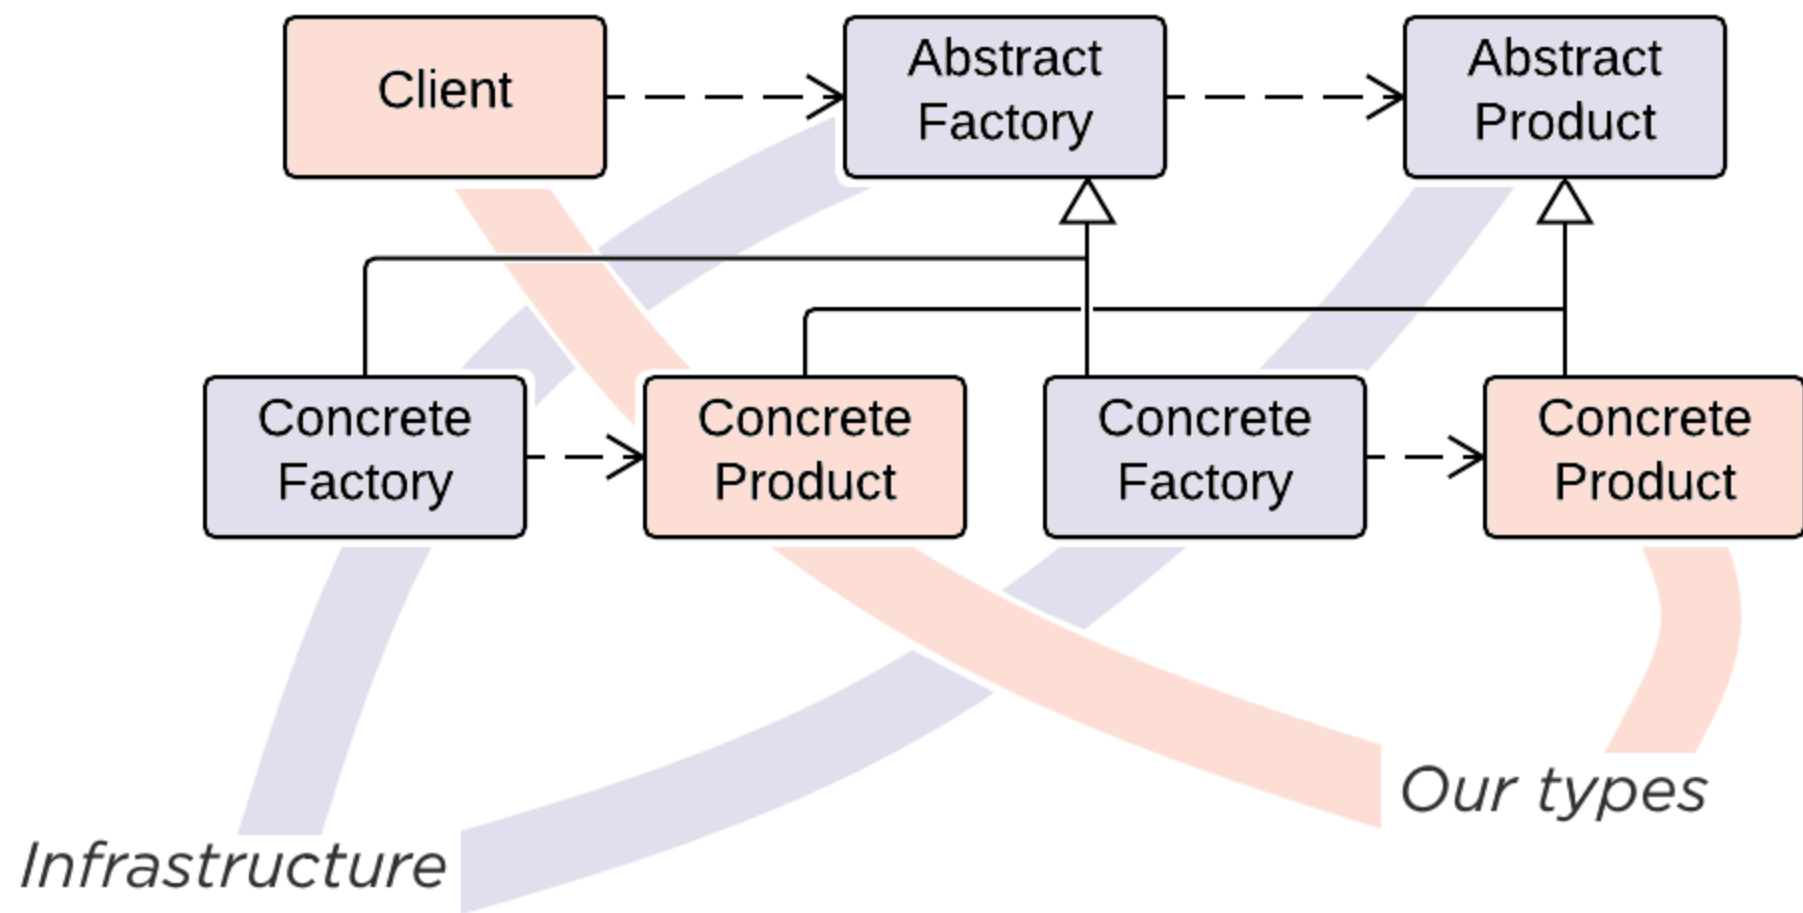 Client
Abstract
Factory
Abstract
Product
Concrete
Factory
Concrete
Product
Concrete
Factory
Concrete
Product
Our types
Infrastructure